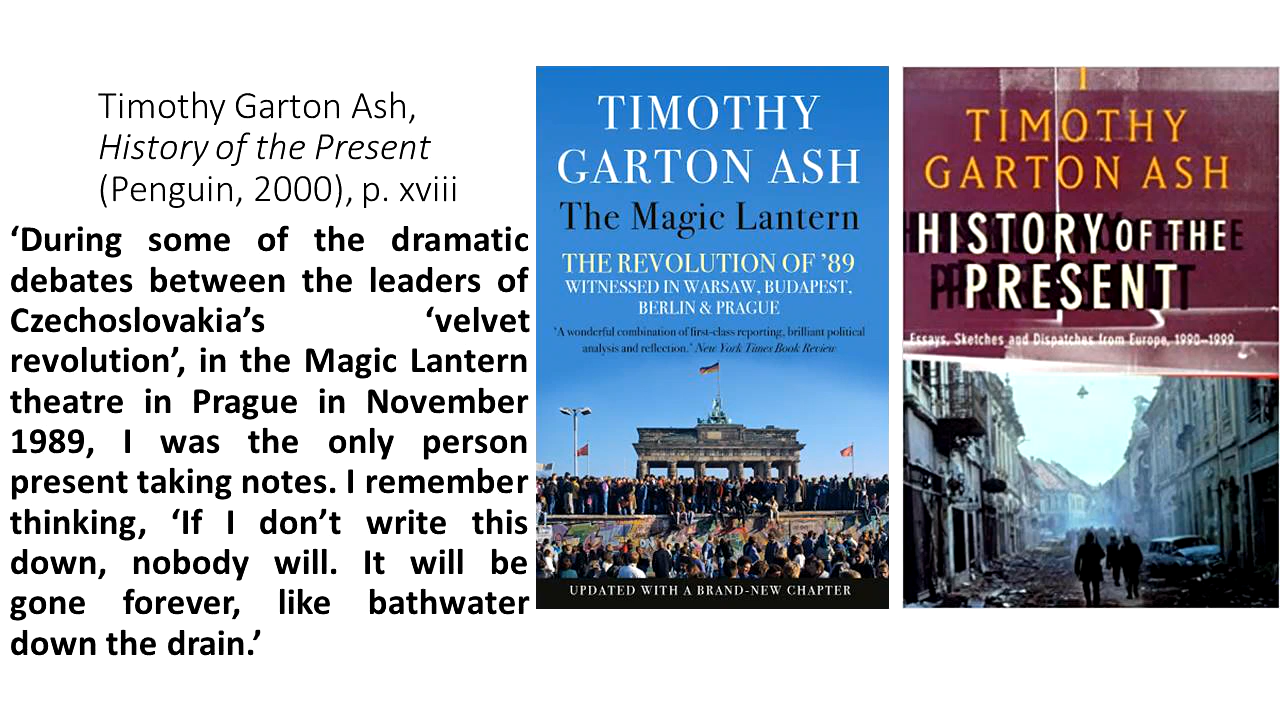 Timothy Garton Ash,
History of the Present
(Penguin, 2000), p. xviii
‘During some of the dramatic
debates between the leaders of
Czechoslovakia’s ‘velvet
revolution’, in the Magic Lantern
theatre in Prague in November
1989, I was the only person
present taking notes. I remember
thinking, ‘If I don’t write this
down, nobody will. It will be
gone forever, like bathwater
down the drain.’
TIMOTHY
GARTON ASH
The Magic Lantern
THE REVOLUTION OF ’89
WITNESSED IN WARSAW, BUDAPEST,
BERLIN & PRAGUE
‘A wonderful combination of first-class reporting, brilliant political
analysis and reflection.’ New York Times Book Review
UPDATED WITH A BRAND-NEW CHAPTER
TIMOTHY
GARTON ASH
HISTORY OF THE
PRESENT
Essays, Sketches and Dispatches from Europe, 1990–1999